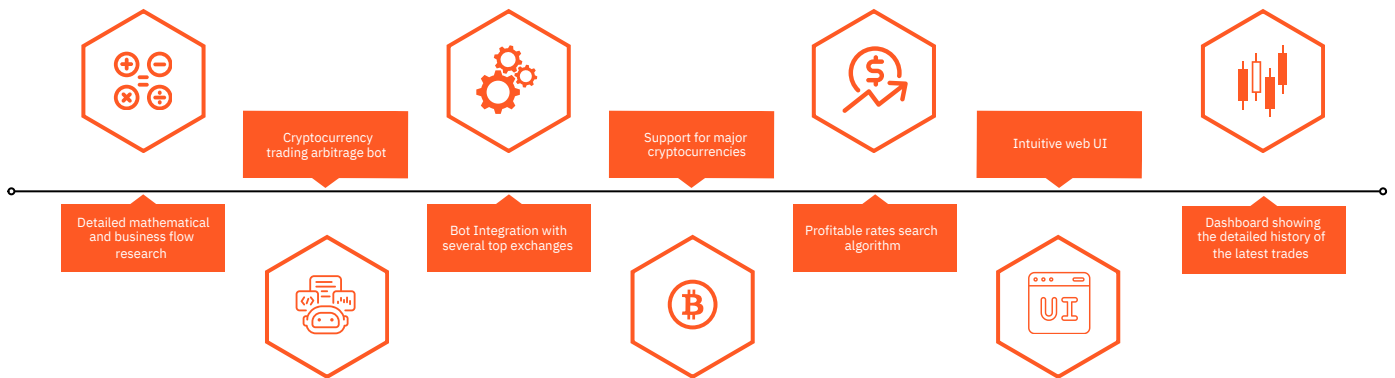 Detailed mathematical
and business flow
research
Cryptocurrency
trading arbitrage bot
Bot Integration with
several top exchanges
Support for major
cryptocurrencies
Profitable rates search
algorithm
Intuitive web UI
UI
Dashboard showing
the detailed history of
the latest trades